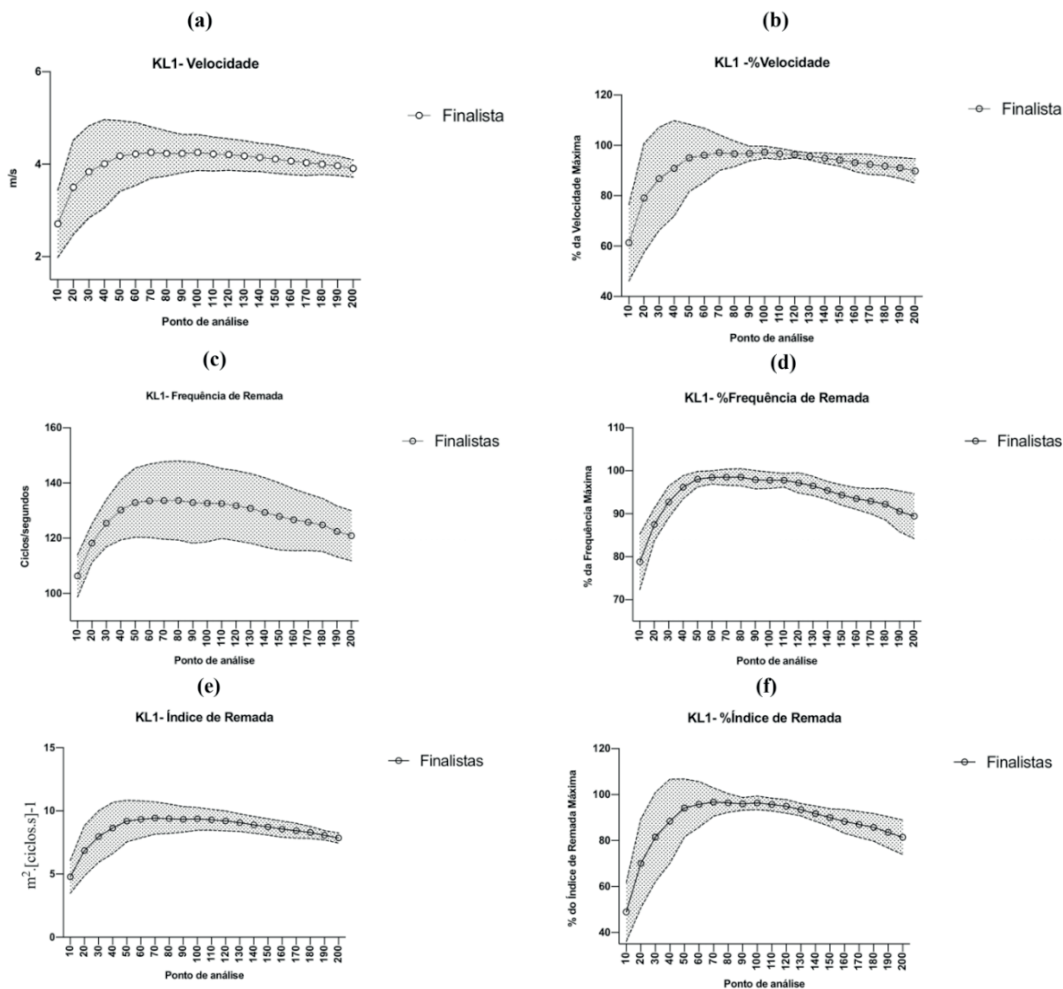 (a)
KL1- Velocidade
6
4
2
m/s
10 20 30 40 50 60 70 80 90 100 110 120 130 140 150 160 170 180 190 200
Ponto de análise
Finalista
(b)
KL1 -%Velocidade
120
100
80
60
40
% da Velocidade Máxima
10 20 30 40 50 60 70 80 90 100 110 120 130 140 150 160 170 180 190 200
Ponto de análise
Finalista
(c)
KL1- Frequência de Remada
160
140
120
100
Ciclos/segundos
10 20 30 40 50 60 70 80 90 100 110 120 130 140 150 160 170 180 190 200
Ponto de análise
Finalistas
(d)
KL1- %Frequência de Remada
110
100
90
80
70
% da Frequência Máxima
10 20 30 40 50 60 70 80 90 100 110 120 130 140 150 160 170 180 190 200
Ponto de análise
Finalistas
(e)
KL1- Índice de Remada
15
10
5
0
m².[ciclos.s]-1
10 20 30 40 50 60 70 80 90 100 110 120 130 140 150 160 170 180 190 200
Ponto de análise
Finalistas
(f)
KL1- %Índice de Remada
120
100
80
60
40
% do Índice de Remada Máxima
10 20 30 40 50 60 70 80 90 100 110 120 130 140 150 160 170 180 190 200
Ponto de análise
Finalistas